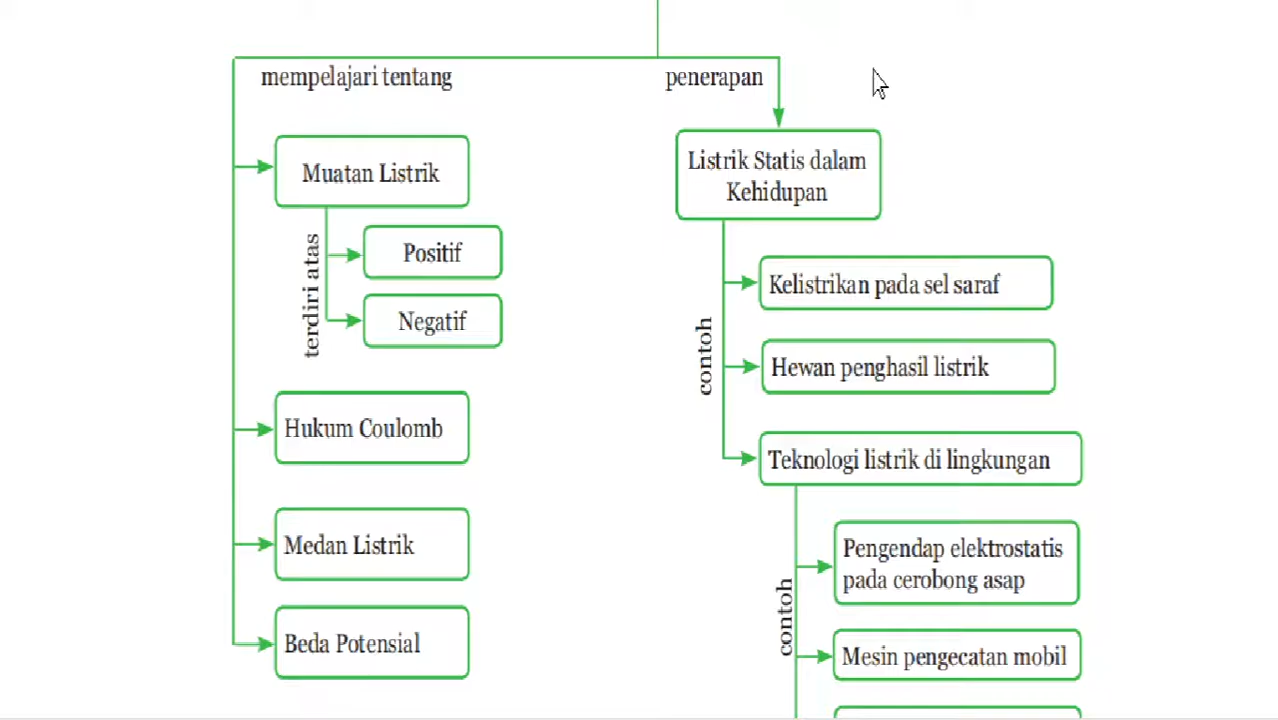 mempelajari tentang
penerapan
Muatan Listrik
terdiri atas
Positif
Negatif
Hukum Coulomb
Medan Listrik
Beda Potensial
Listrik Statis dalam
Kehidupan
contoh
Kelistrikan pada sel saraf
Hewan penghasil listrik
Teknologi listrik di lingkungan
contoh
Pengendap elektrostatis
pada cerobong asap
Mesin pengecatan mobil